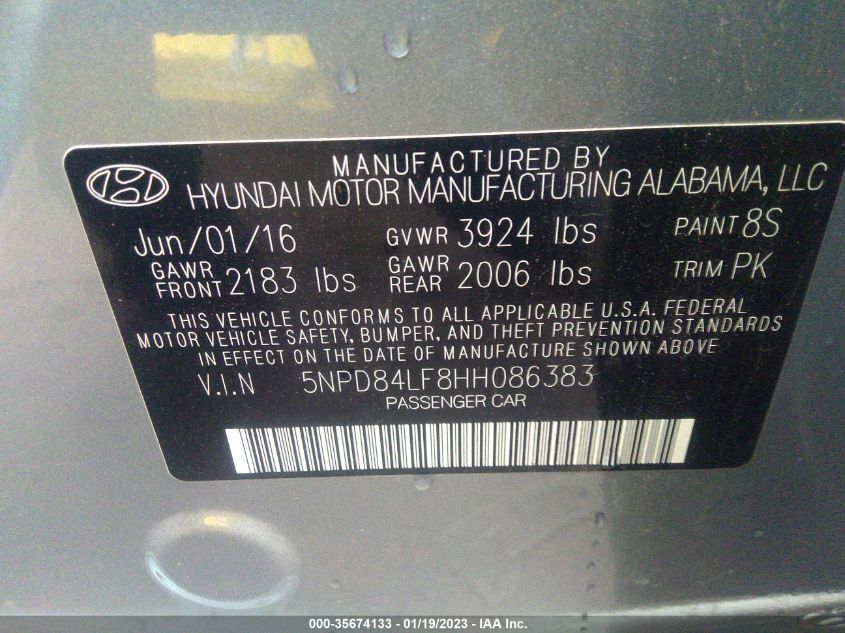 MANUFACTURED BY
HYUNDAI MOTOR MANUFACTURING ALABAMA, LLC
Jun/01/16 GVWR 3924 lbs PAINT 8S
GAWR FRONT 2183 lbs GAWR REAR 2006 lbs TRIM PK
THIS VEHICLE CONFORMS TO ALL APPLICABLE U.S.A. FEDERAL
MOTOR VEHICLE SAFETY, BUMPER, AND THEFT PREVENTION STANDARDS
IN EFFECT ON THE DATE OF MANUFACTURE SHOWN ABOVE
V.I.N 5NPD84LF8HH086383
PASSENGER CAR
000-35674133 - 01/19/2023 - IAA Inc.